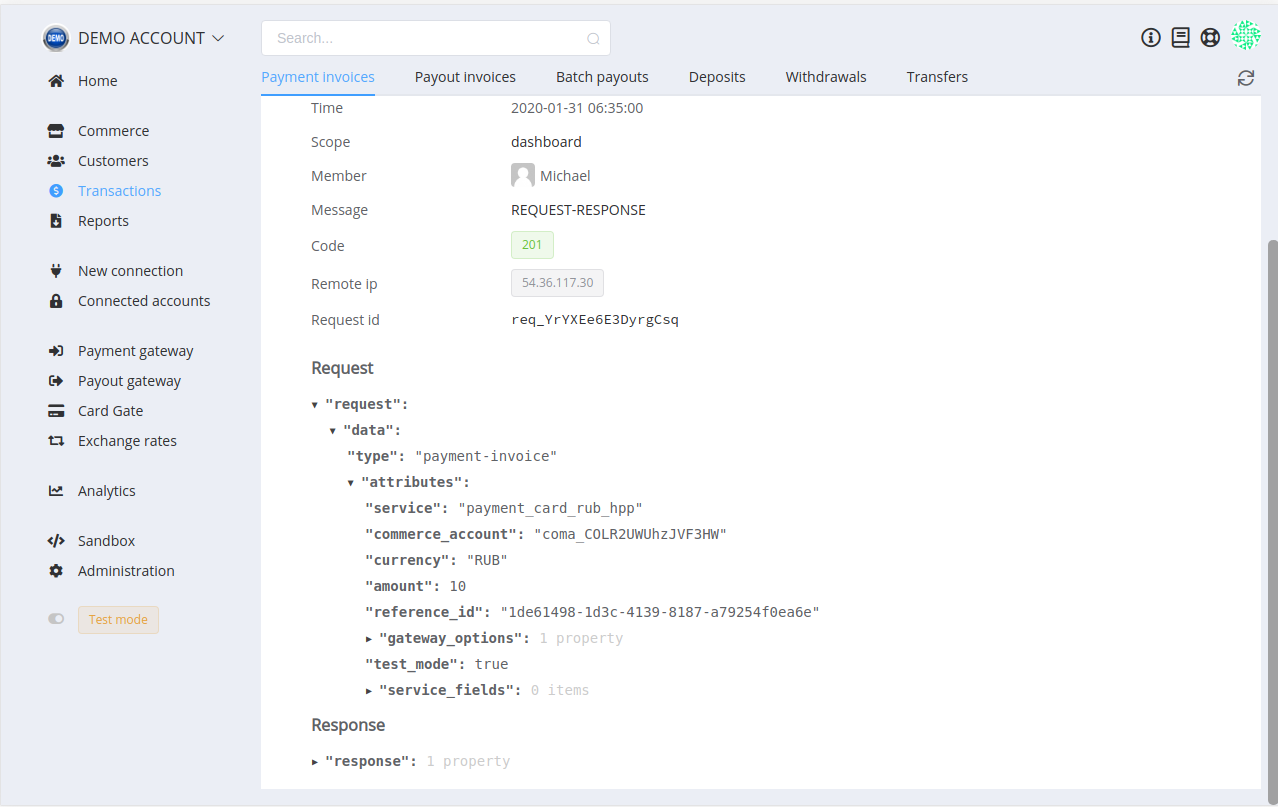 DEMO DEMO ACCOUNT
Search...
Home
Commerce
Customers
Transactions
Reports
New connection
Connected accounts
Payment gateway
Payout gateway
Card Gate
Exchange rates
Analytics
Sandbox
Administration
Test mode
Payment invoices Payout invoices Batch payouts Deposits Withdrawals Transfers
Time 2020-01-31 06:35:00
Scope dashboard
Member Michael
Message REQUEST-RESPONSE
Code 201
Remote ip 54.36.117.30
Request id req_YrYXEe6E3DyrgCsq
Request
"request":
"data":
"type": "payment-invoice"
"attributes":
"service": "payment_card_rub_hpp"
"commerce_account": "coma_COLR2UWUhzJVF3HW"
"currency": "RUB"
"amount": 10
"reference_id": "1de61498-1d3c-4139-8187-a79254f0ea6e"
"gateway_options": 1 property
"test_mode": true
"service_fields": 0 items
Response
"response": 1 property